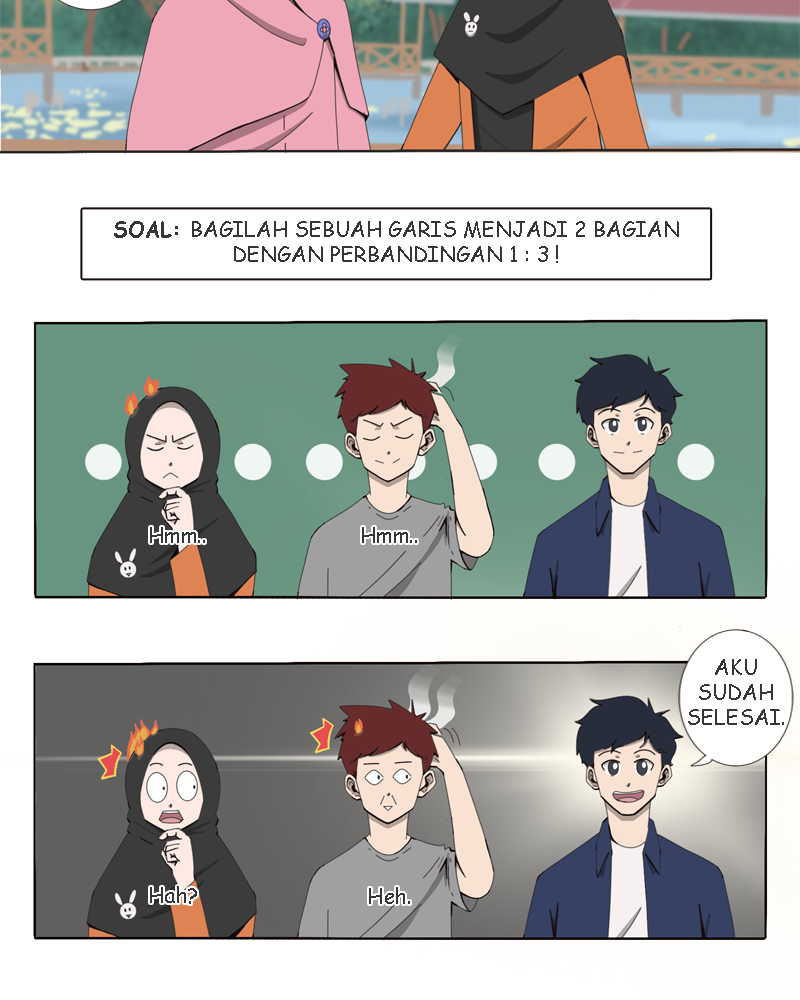 SOAL: BAGILAH SEBUAH GARIS MENJADI 2 BAGIAN
DENGAN PERBANDINGAN 1 : 3 !
Hmm..
Hmm..
AKU
SUDAH
SELESAI.
Hah?
Heh.